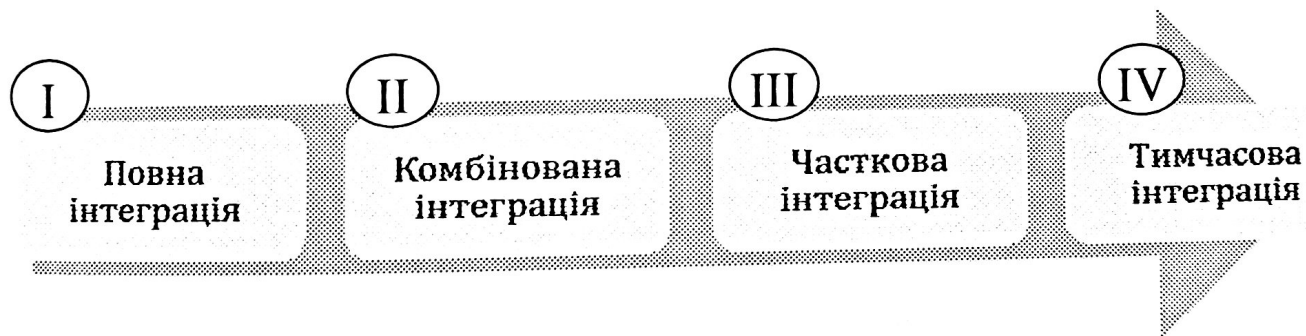 I
Повна
інтеграція
II
Комбінована
інтеграція
III
Часткова
інтеграція
IV
Тимчасова
інтеграція